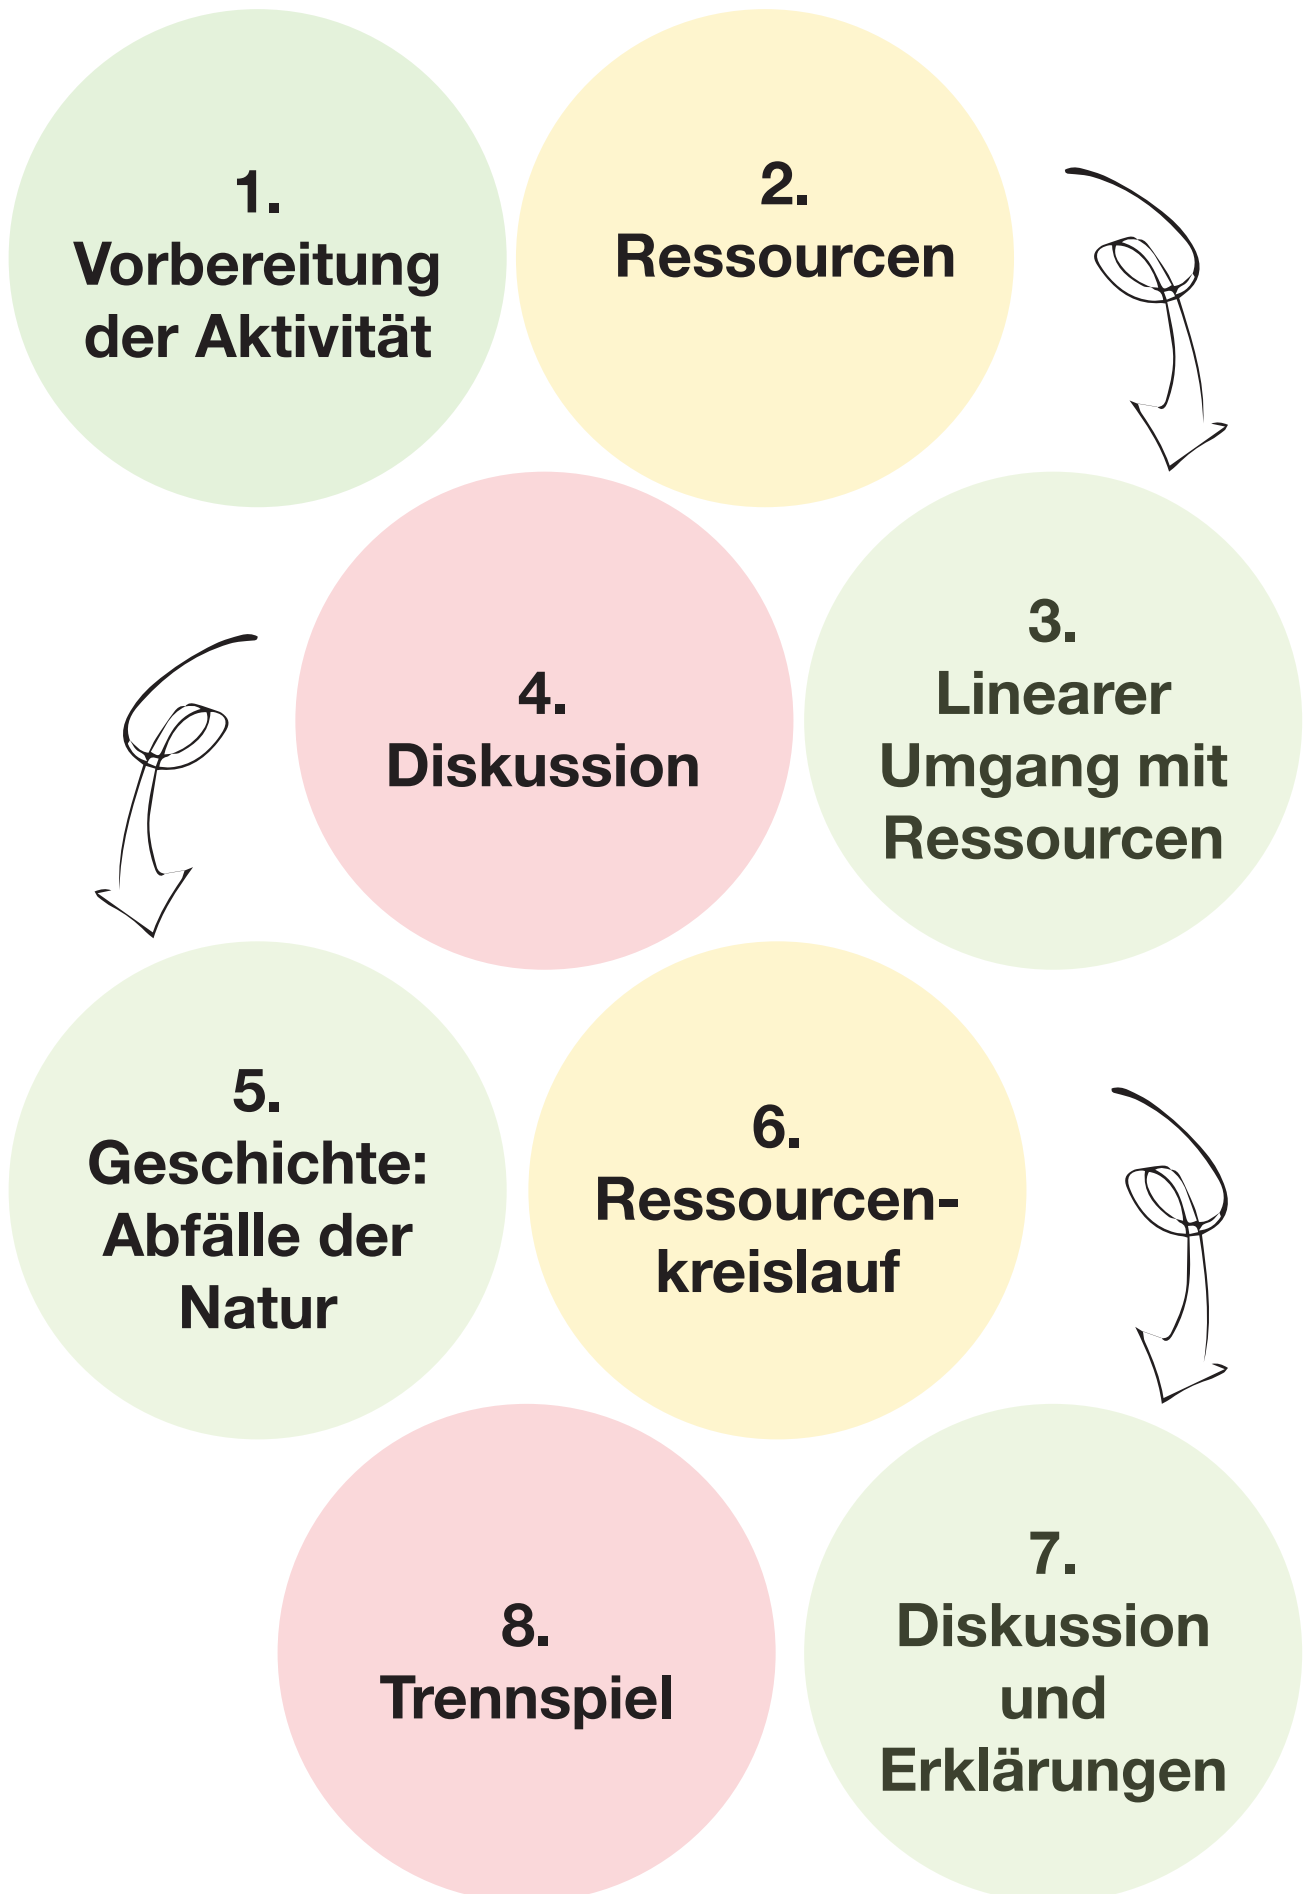 1.
Vorbereitung
der Aktivität
2.
Ressourcen
3.
Linearer
Umgang mit
Ressourcen
4.
Diskussion
5.
Geschichte:
Abfälle der
Natur
6.
Ressourcen-
kreislauf
7.
Diskussion
und
Erklärungen
8.
Trennspiel